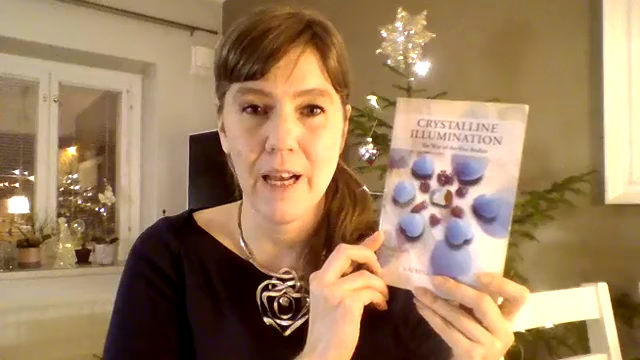 CRYSTALLINE
ILLUMINATION
The Way of the Five Bodies